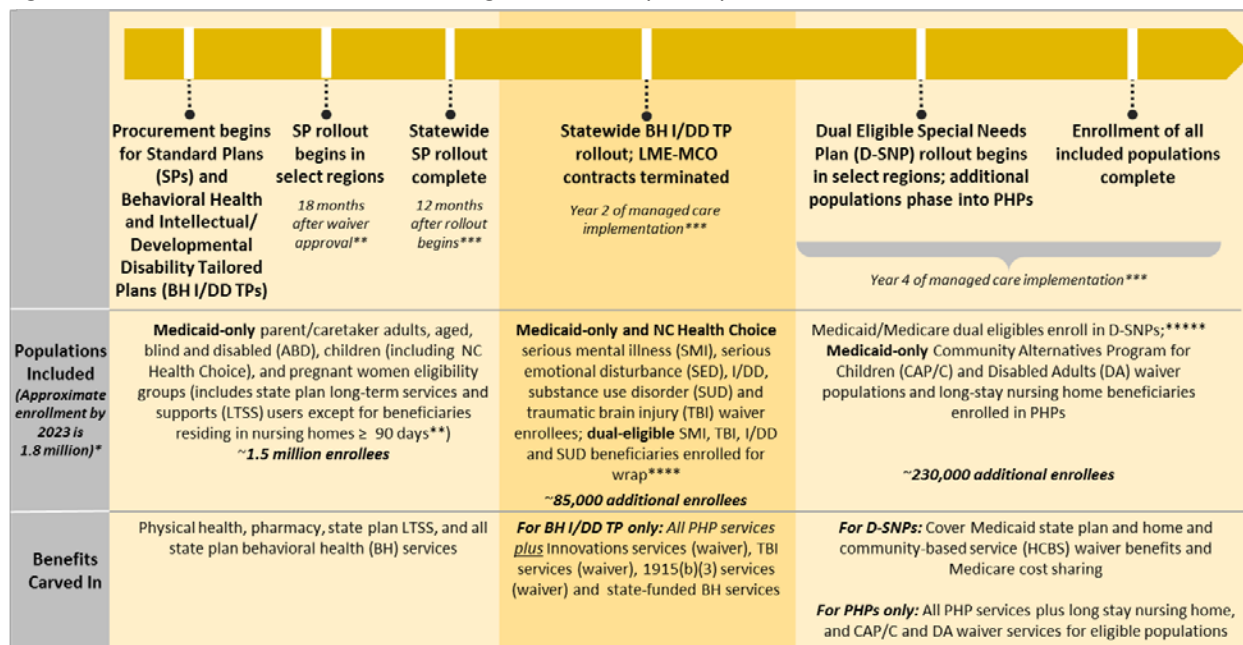 Procurement begins
for Standard Plans
(SPs) and
Behavioral Health
and Intellectual/
Developmental
Disability Tailored
Plans (BH I/DD TPs)
SP rollout
begins in
select regions
18 months
after waiver
approval**
Statewide
SP rollout
complete
12 months
after rollout
begins***
Statewide BH I/DD TP
rollout; LME-MCO
contracts terminated
Year 2 of managed care
implementation***
Dual Eligible Special Needs
Plan (D-SNP) rollout begins
in select regions; additional
populations phase into PHPs
Enrollment of all
included populations
complete
Year 4 of managed care implementation***
Populations
Included
(Approximate
enrollment by
2023 is
1.8 million)*
Medicaid-only parent/caretaker adults, aged,
blind and disabled (ABD), children (including NC
Health Choice), and pregnant women eligibility
groups (includes state plan long-term services and
supports (LTSS) users except for beneficiaries
residing in nursing homes ≥ 90 days**)
~1.5 million enrollees
Medicaid-only and NC Health Choice
serious mental illness (SMI), serious
emotional disturbance (SED), I/DD,
substance use disorder (SUD) and
traumatic brain injury (TBI) waiver
enrollees; dual-eligible SMI, TBI, I/DD
and SUD beneficiaries enrolled for
wrap****
~85,000 additional enrollees
Medicaid/Medicare dual eligibles enroll in D-SNPs;*****
Medicaid-only Community Alternatives Program for
Children (CAP/C) and Disabled Adults (DA) waiver
populations and long-stay nursing home beneficiaries
enrolled in PHPs
~230,000 additional enrollees
Benefits
Carved In
Physical health, pharmacy, state plan LTSS, and all
state plan behavioral health (BH) services
For BH I/DD TP only: All PHP services
plus Innovations services (waiver), TBI
services (waiver), 1915(b)(3) services
(waiver) and state-funded BH services
For D-SNPs: Cover Medicaid state plan and home and
community-based service (HCBS) waiver benefits and
Medicare cost sharing
For PHPs only: All PHP services plus long stay nursing home,
and CAP/C and DA waiver services for eligible populations